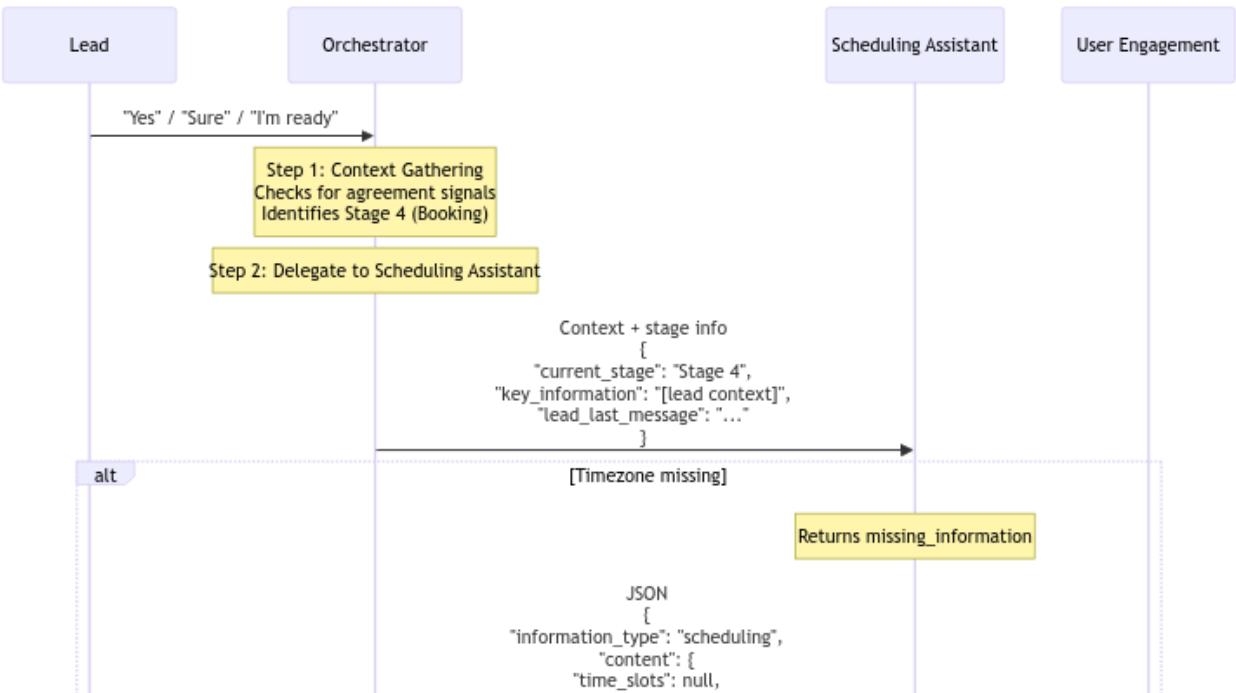 Lead
Orchestrator
Scheduling Assistant
User Engagement
"Yes" / "Sure" / "I'm ready"
Step 1: Context Gathering
Checks for agreement signals
Identifies Stage 4 (Booking)
Step 2: Delegate to Scheduling Assistant
Context + stage info
{
"current_stage": "Stage 4",
"key_information": "[lead context]",
"lead_last_message": "..."
}
alt
[Timezone missing]
Returns missing_information
JSON
{
"information_type": "scheduling",
"content": {
"time_slots": null,